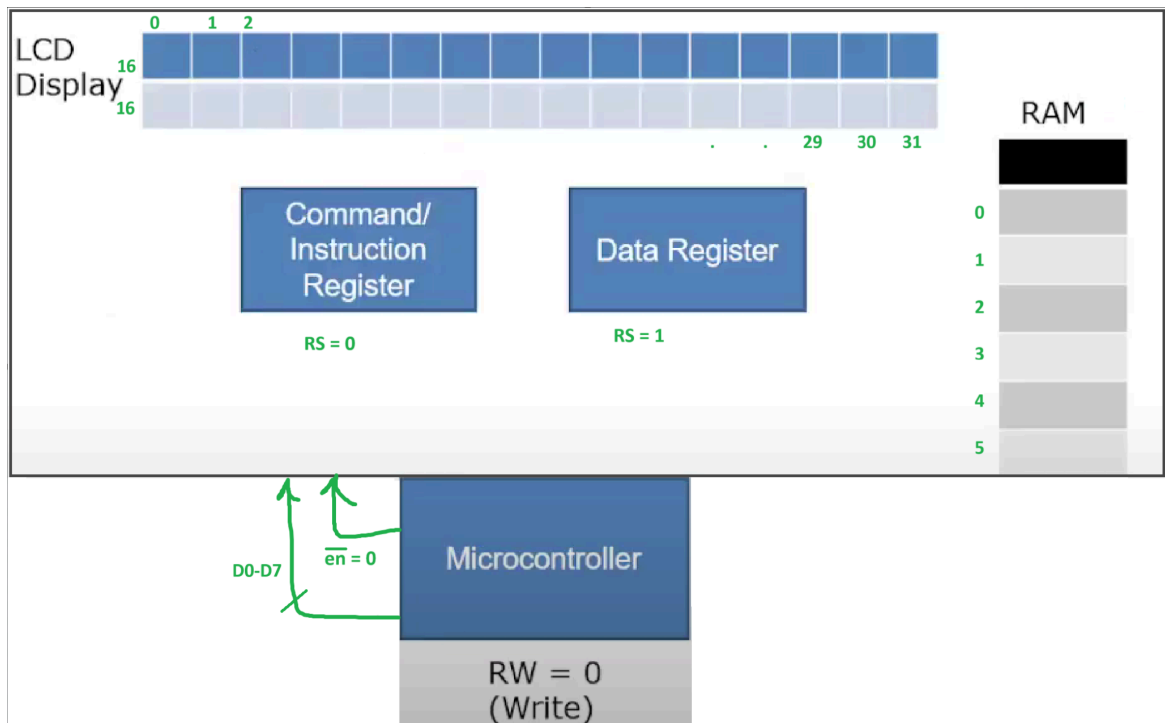 0 1 2
LCD
Display
16
16
. . 29 30 31
RAM
0
1
2
3
4
5
Command/
Instruction
Register
RS = 0
Data Register
RS = 1
D0-D7
en = 0
Microcontroller
RW = 0
(Write)